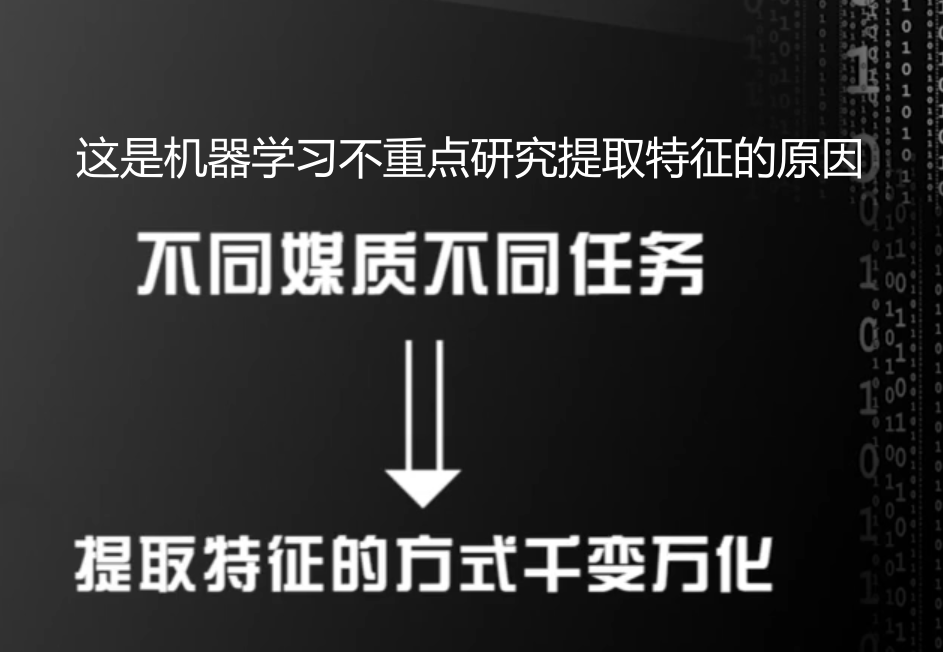 这是机器学习不重点研究提取特征的原因
不同媒质不同任务
提取特征的方式千变万化